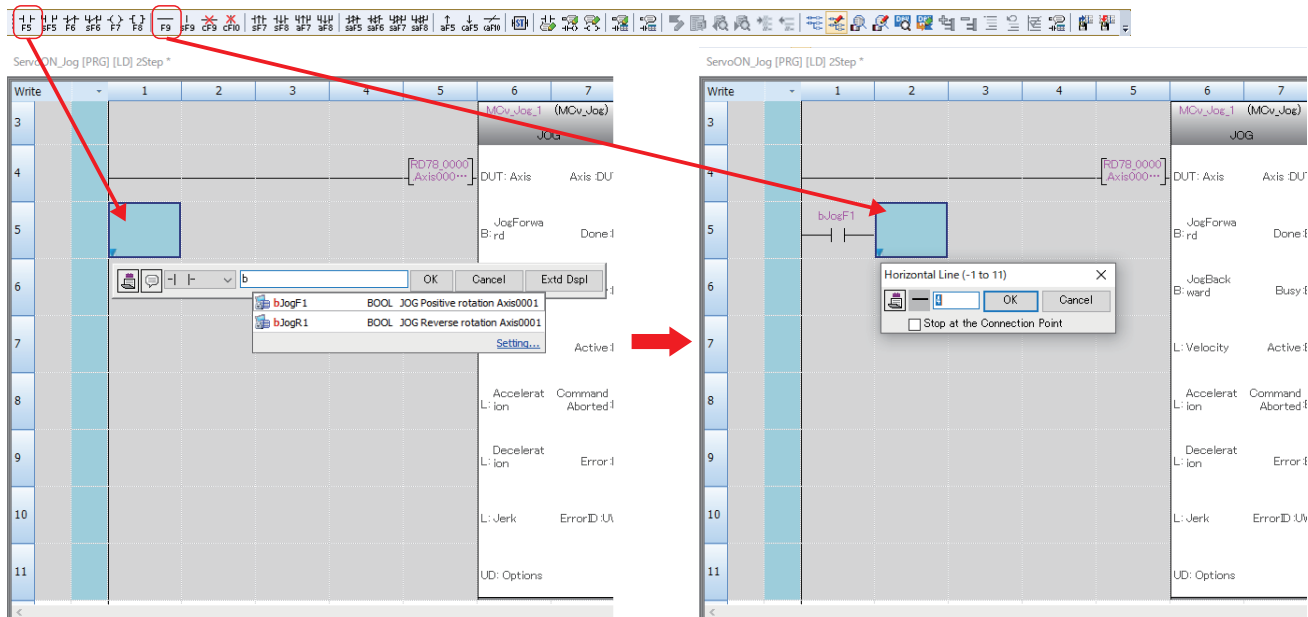 F5 sF5 F6 sF6 F7 F8 F9 sF9 cF9 cF10 sF7 sF8 aF7 aF8 saF5 saF6 saF7 saF8 aF5 caF5 caF10
ServoON_Jog [PRG] [LD] 2Step *
Write 1 2 3 4 5 6 7
3 MCv_Jog_1 (MCv_Jog)
JOG
4 RD78_0000 Axis000… DUT: Axis Axis :DU
5 B: JogForwa rd Done:
OK Cancel Extd Dspl
b
bJogF1 BOOL JOG Positive rotation Axis0001
bJogR1 BOOL JOG Reverse rotation Axis0001
Setting...
6
7 Active:
8 L: Accelerat ion Command Aborted:
9 L: Decelerat ion Error:
10 L: Jerk ErrorID:
11 UD: Options
ServoON_Jog [PRG] [LD] 2Step *
Write 1 2 3 4 5 6 7
3 MCv_Jog_1 (MCv_Jog)
JOG
4 RD78_0000 Axis000… DUT: Axis Axis :DU
5 bJogF1 B: JogForwa rd Done:
Horizontal Line (-1 to 11)
4 OK Cancel
Stop at the Connection Point
6 B: JogBack ward Busy:
7 L: Velocity Active:
8 L: Accelerat ion Command Aborted:
9 L: Decelerat ion Error:
10 L: Jerk ErrorID:
11 UD: Options